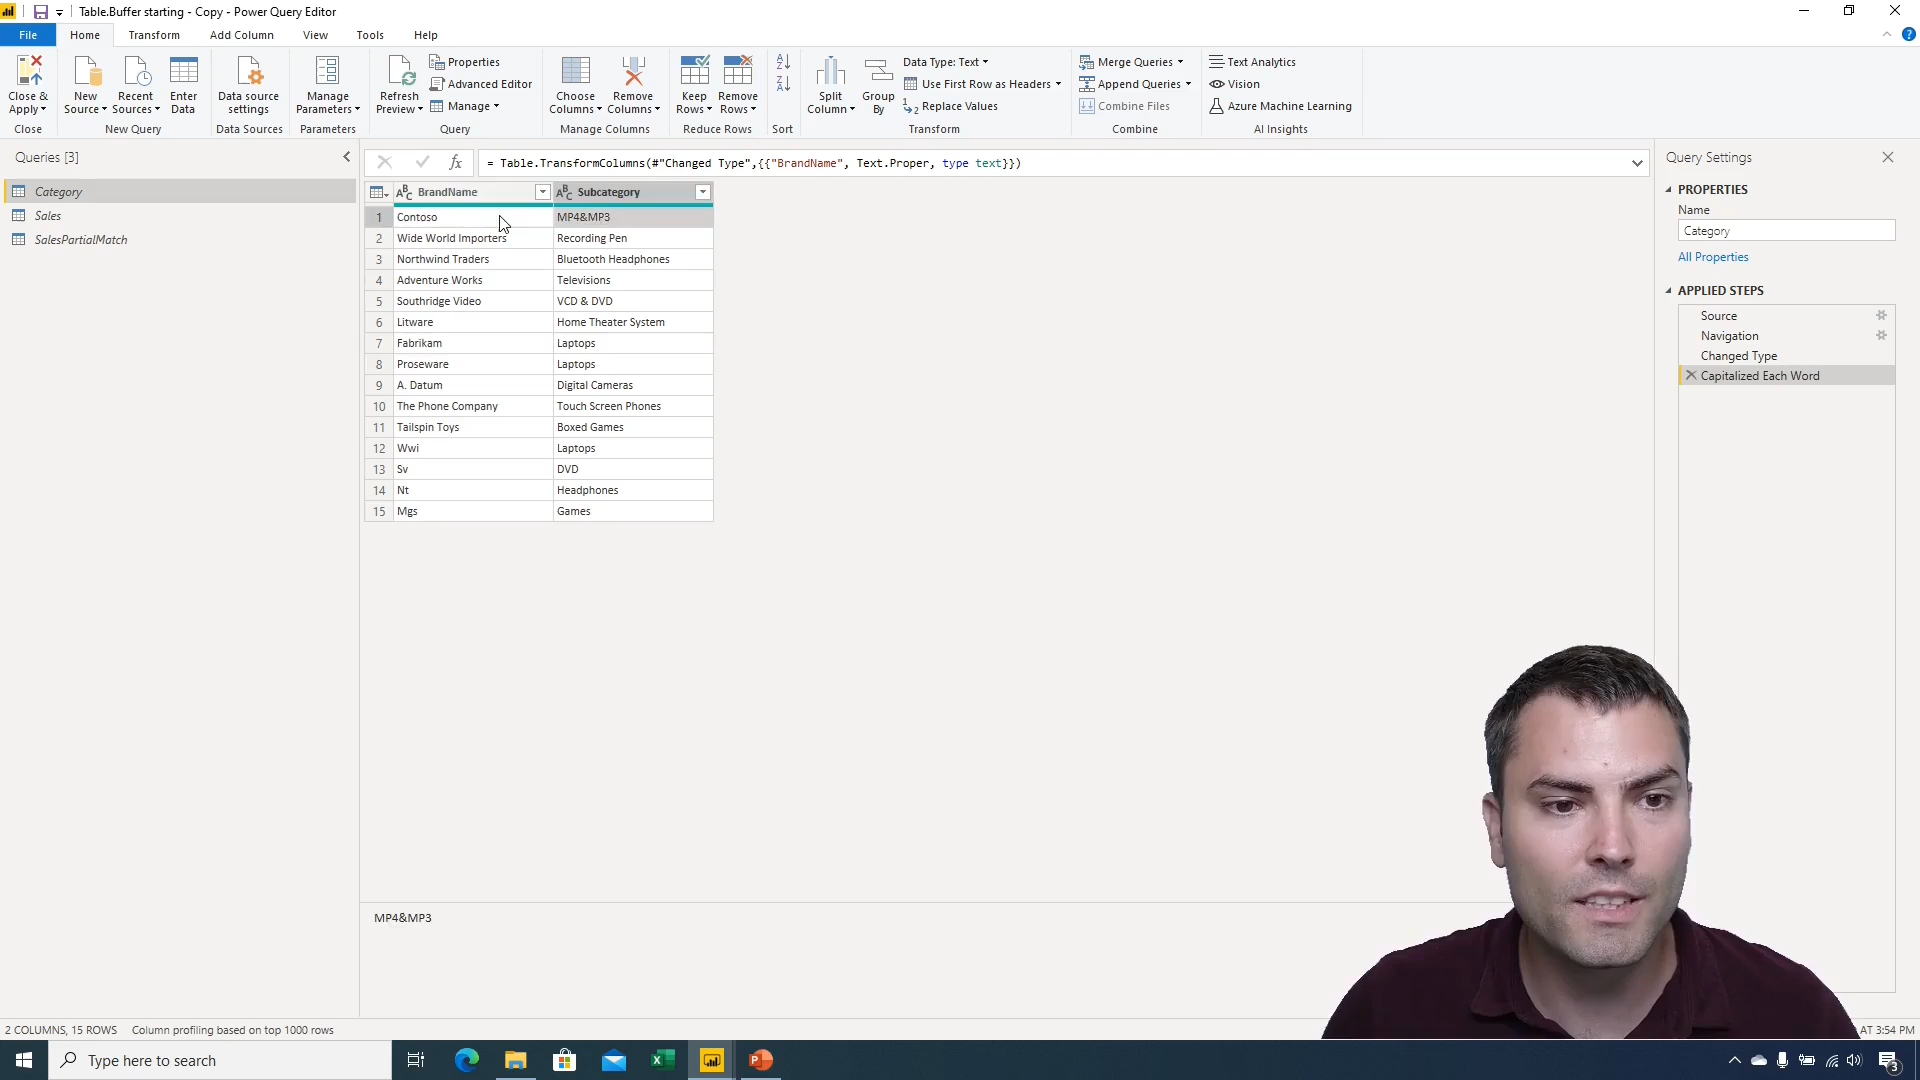 Table.Buffer starting - Copy - Power Query Editor
File Home Transform Add Column View Tools Help
Close & Apply
Close
New Source
Recent Sources
Enter Data
New Query
Data source settings
Data Sources
Manage Parameters
Parameters
Refresh Preview
Properties
Advanced Editor
Manage
Query
Choose Columns
Remove Columns
Manage Columns
Keep Rows
Remove Rows
Reduce Rows
Sort
Split Column
Group By
Data Type: Text
Use First Row as Headers
Replace Values
Transform
Merge Queries
Append Queries
Combine Files
Combine
Text Analytics
Vision
Azure Machine Learning
AI Insights
Queries [3]
Category
Sales
SalesPartialMatch
fx = Table.TransformColumns(#"Changed Type",{{"BrandName", Text.Proper, type text}})
BrandName Subcategory
1 Contoso MP4&MP3
2 Wide World Importers Recording Pen
3 Northwind Traders Bluetooth Headphones
4 Adventure Works Televisions
5 Southridge Video VCD & DVD
6 Litware Home Theater System
7 Fabrikam Laptops
8 Proseware Laptops
9 A. Datum Digital Cameras
10 The Phone Company Touch Screen Phones
11 Tailspin Toys Boxed Games
12 Wwi Laptops
13 Sv DVD
14 Nt Headphones
15 Mgs Games
MP4&MP3
Query Settings
PROPERTIES
Name
Category
All Properties
APPLIED STEPS
Source
Navigation
Changed Type
Capitalized Each Word
2 COLUMNS, 15 ROWS Column profiling based on top 1000 rows
AT 3:54 PM
Type here to search
3